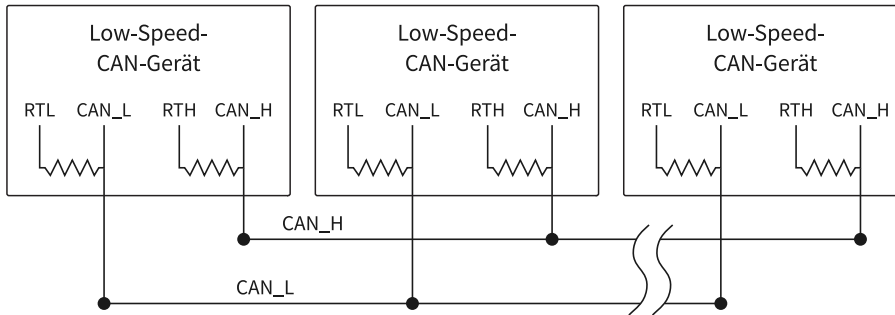 Low-Speed-
CAN-Gerät
Low-Speed-
CAN-Gerät
Low-Speed-
CAN-Gerät
RTL CAN_L RTH CAN_H
RTL CAN_L RTH CAN_H
RTL CAN_L RTH CAN_H
CAN_H
CAN_L